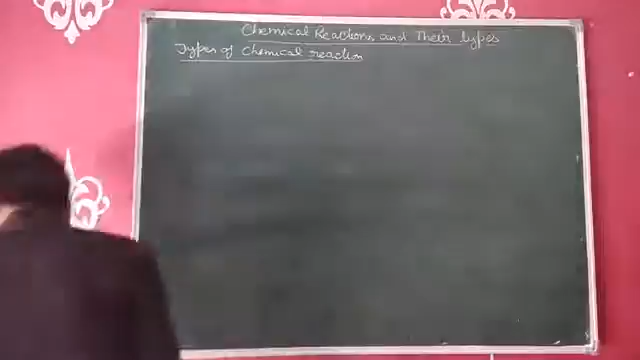 Chemical Reactions and Their types
Types of Chemical reaction